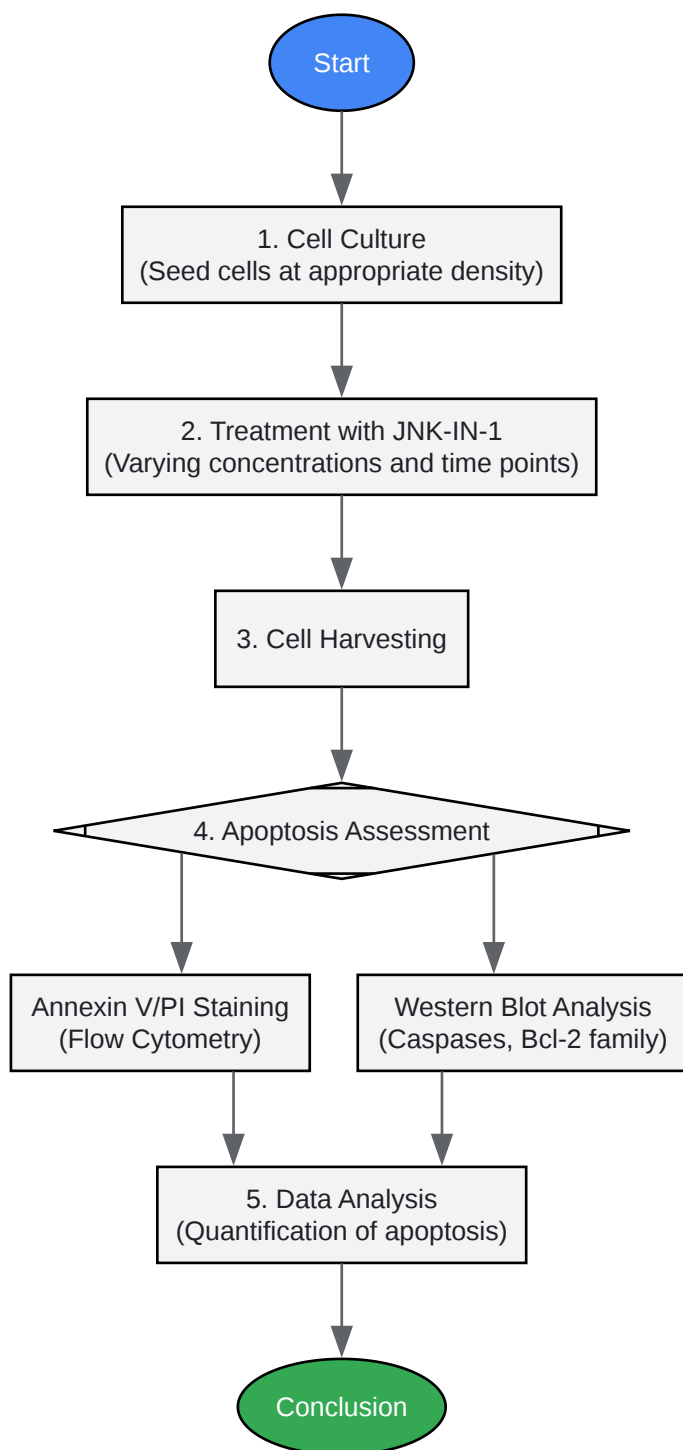 Start
1. Cell Culture
(Seed cells at appropriate density)
2. Treatment with JNK-IN-1
(Varying concentrations and time points)
3. Cell Harvesting
4. Apoptosis Assessment
Annexin V/PI Staining
(Flow Cytometry)
Western Blot Analysis
(Caspases, Bcl-2 family)
5. Data Analysis
(Quantification of apoptosis)
Conclusion